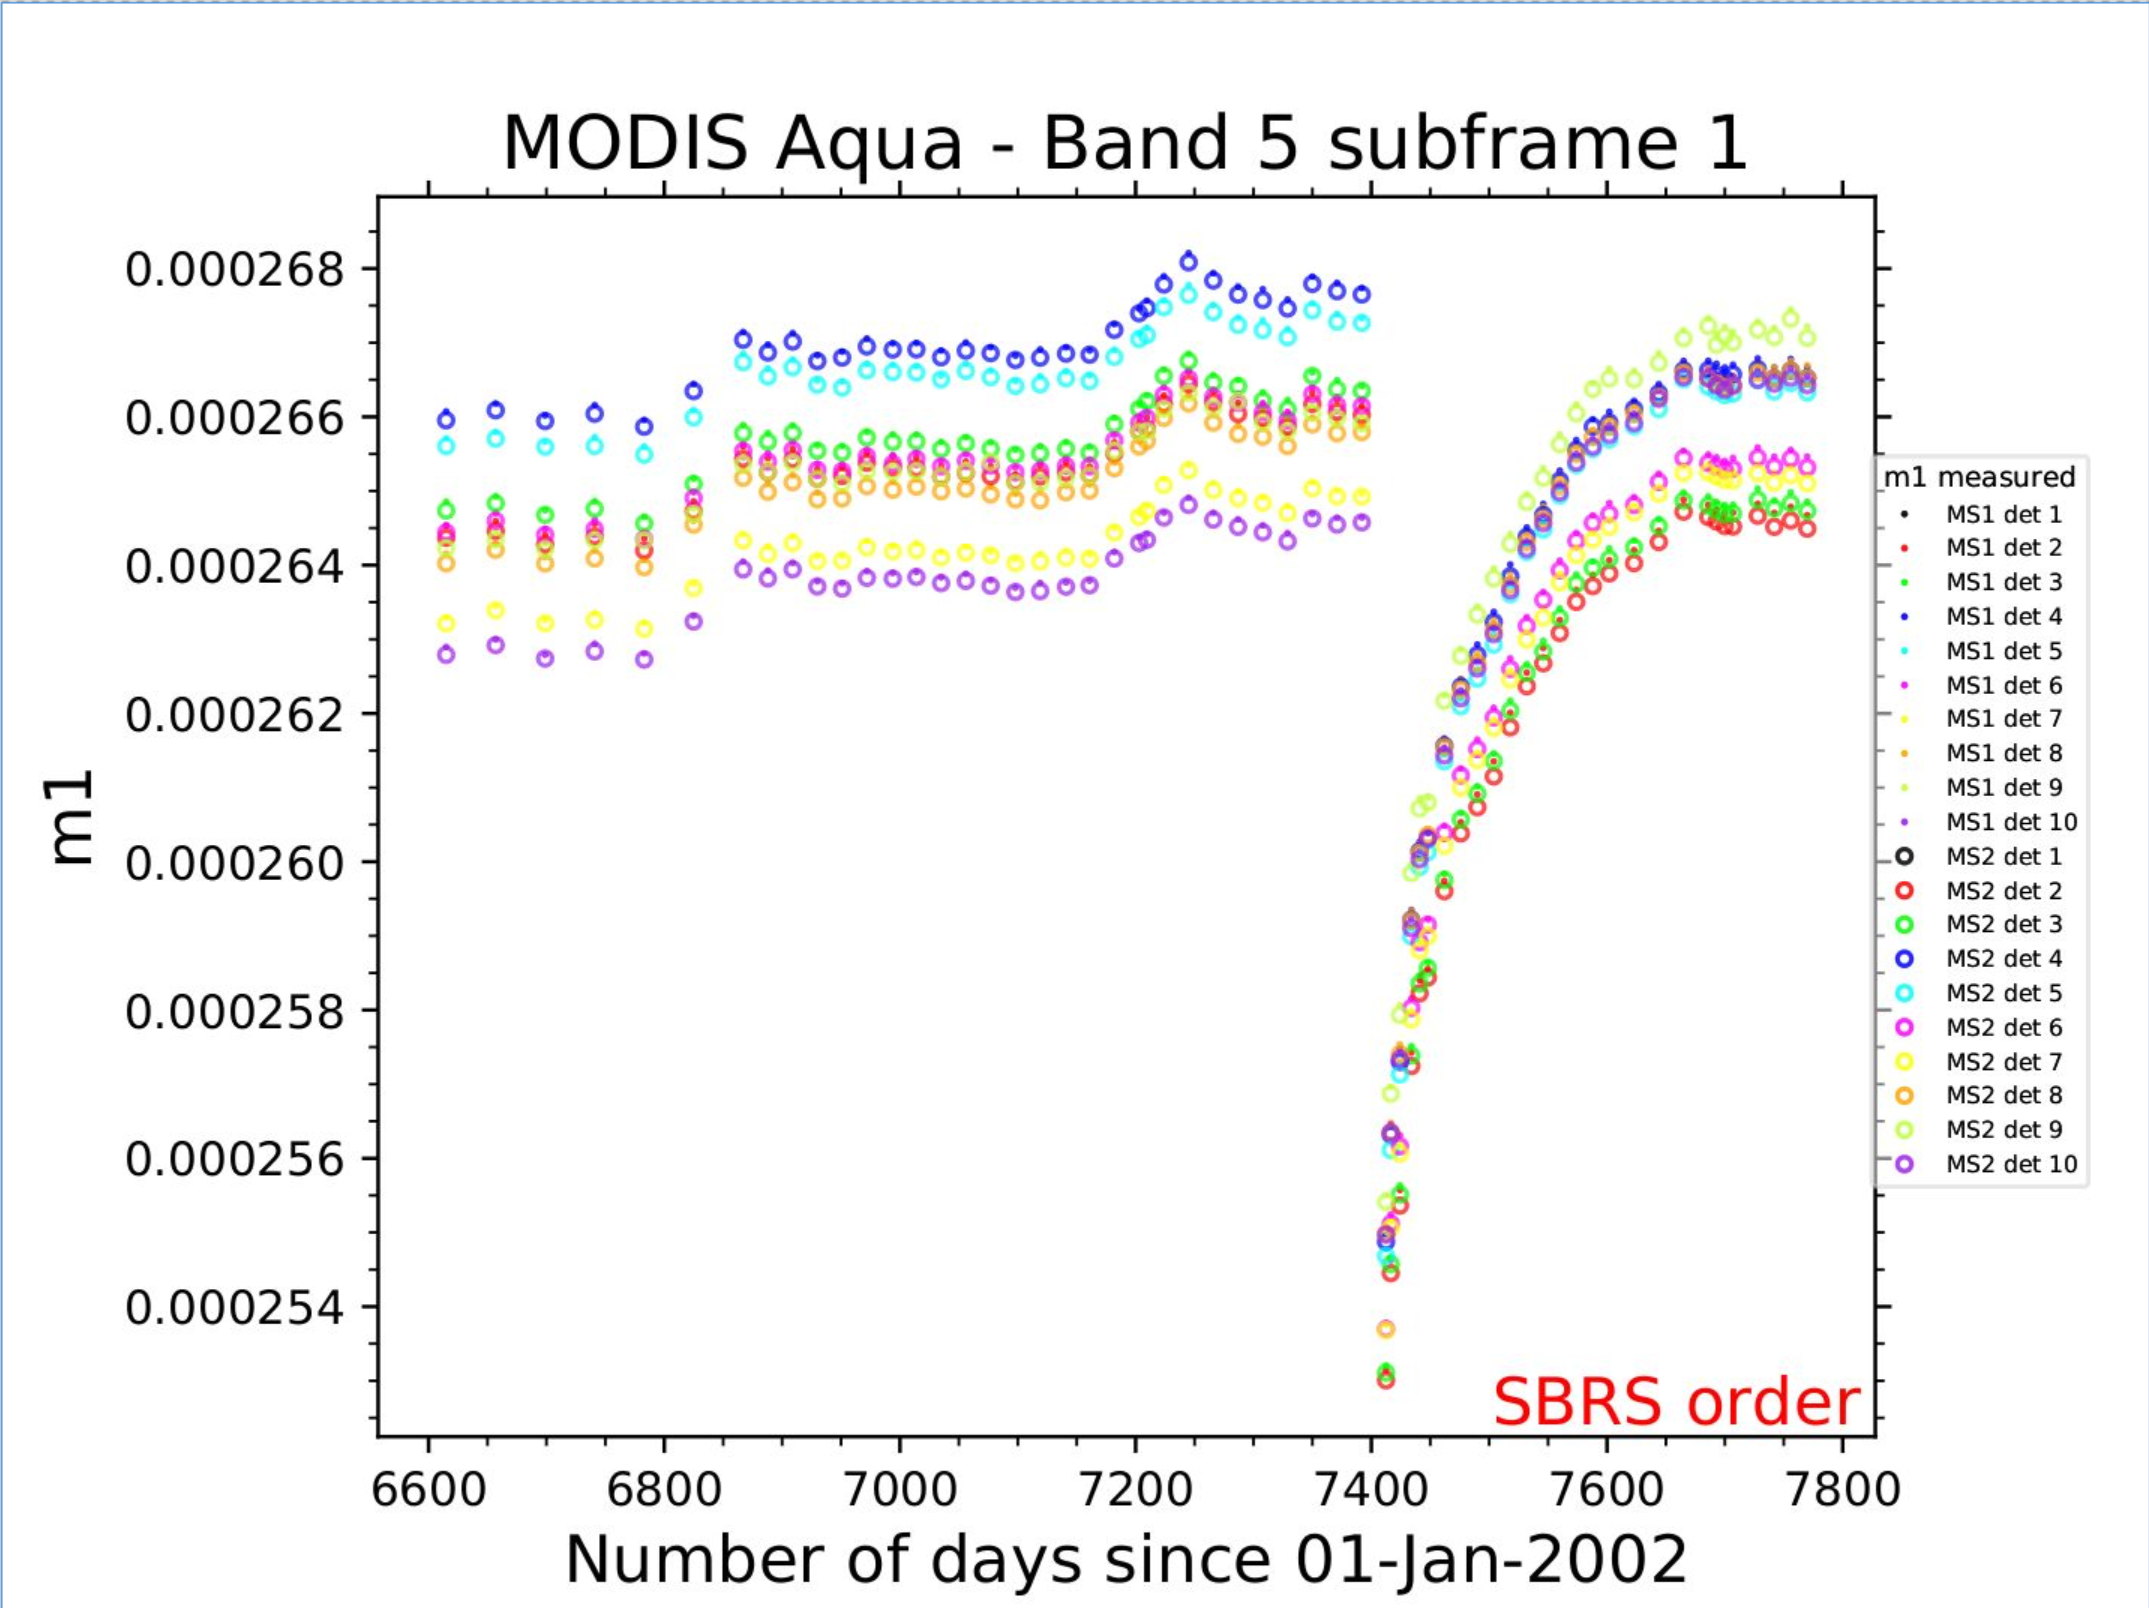 MODIS Aqua - Band 5 subframe 1
0.000268
0.000266
0.000264
0.000262
0.000260
0.000258
0.000256
0.000254
m1
m1 measured
MS1 det 1
MS1 det 2
MS1 det 3
MS1 det 4
MS1 det 5
MS1 det 6
MS1 det 7
MS1 det 8
MS1 det 9
MS1 det 10
MS2 det 1
MS2 det 2
MS2 det 3
MS2 det 4
MS2 det 5
MS2 det 6
MS2 det 7
MS2 det 8
MS2 det 9
MS2 det 10
SBRS order
6600 6800 7000 7200 7400 7600 7800
Number of days since 01-Jan-2002